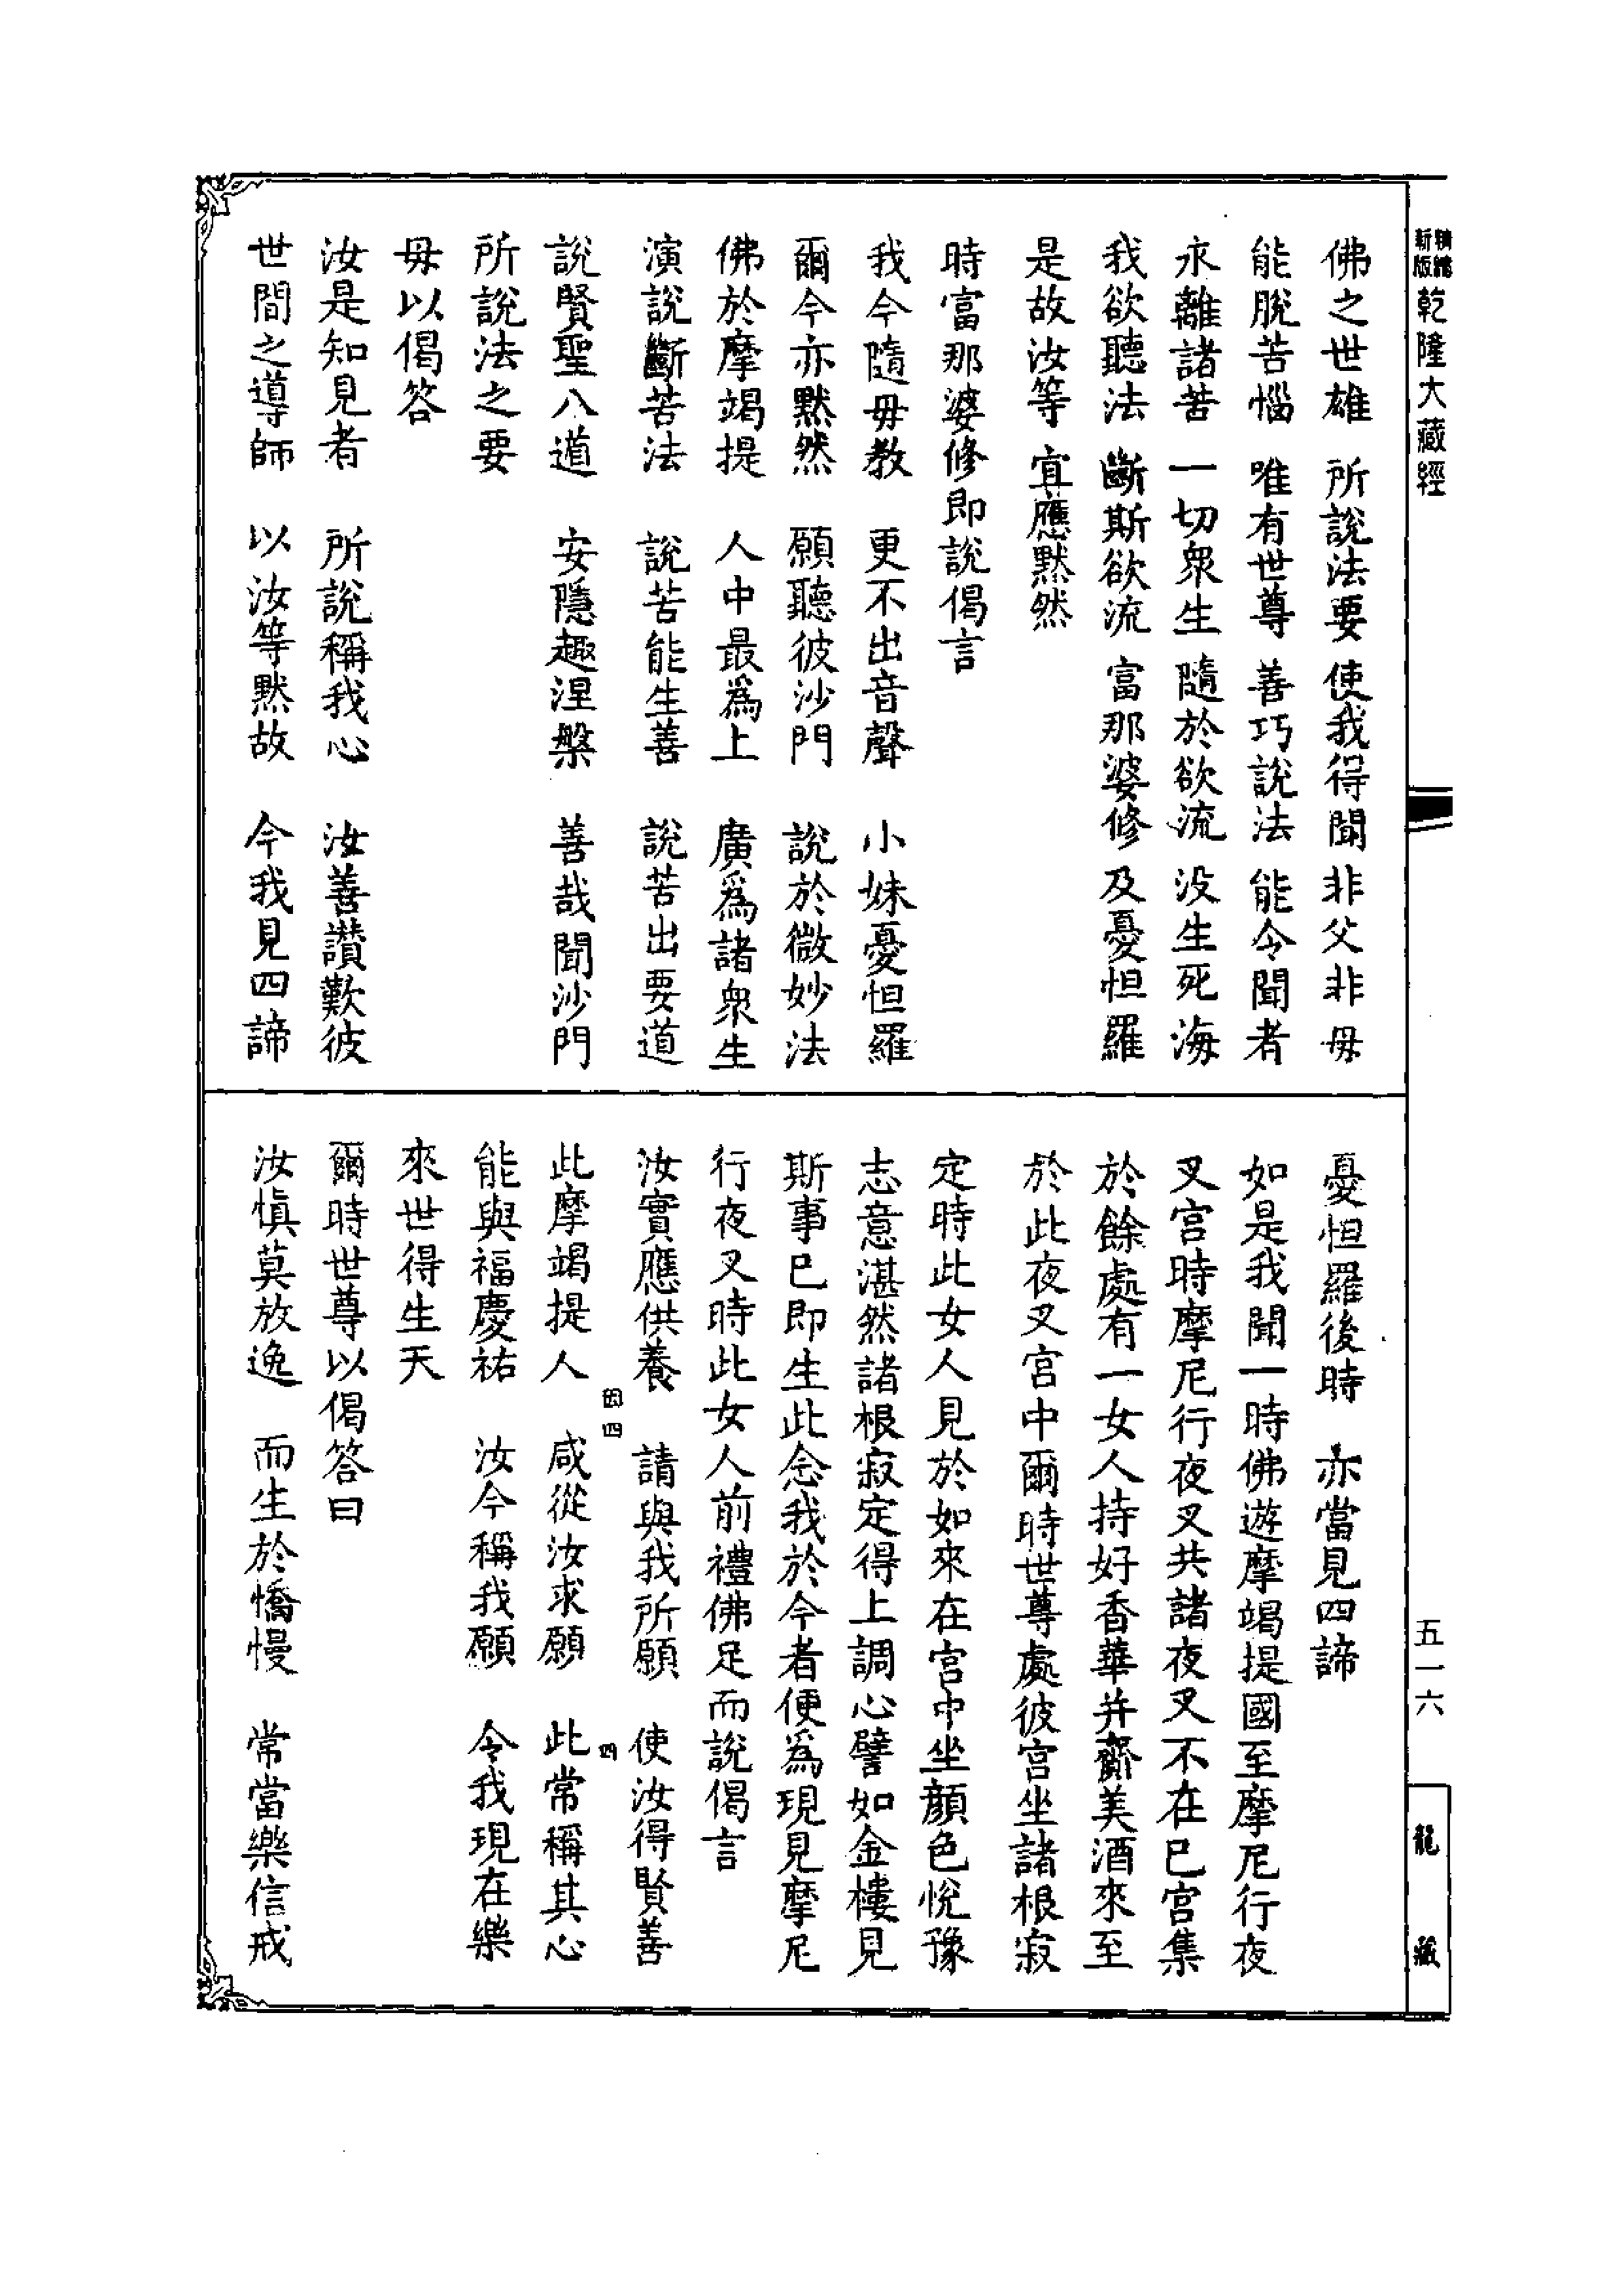 精繕
新版
乾隆大藏經
佛之世雄　所說法要　使我得聞　非父非母
能脫苦惱　唯有世尊　善巧說法　能令聞者
永離諸苦　一切眾生　隨於欲流　没生死海
我欲聽法　斷斯欲流　富那婆修　及憂怛羅
是故汝等　宜應默然
時富那婆修即說偈言
我今隨母教　更不出音聲　小妹憂怛羅
爾今亦默然　願聽彼沙門　說於微妙法
佛於摩竭提　人中最爲上　廣爲諸衆生
演說斷苦法　說苦能生善　說苦出要道
說賢聖八道　安隱趣涅槃　善哉聞沙門
所說法之要
母以偈答
汝是知見者　所說稱我心　汝善讃歎彼
世間之導師　以汝等默故　今我見四諦
憂怛羅後時　亦當見四諦
如是我聞一時佛遊摩竭提國至摩尼行夜
叉宫時摩尼行夜叉共諸夜叉不在已宫集
於餘處有一女人持好香華并齎美酒來至
於此夜叉宫中爾時世尊處彼宫坐諸根寂
定時此女人見於如來在宫中坐顏色悅豫
志意湛然諸根寂定得上調心譬如金樓見
斯事已即生此念我於今者便爲現見摩尼
行夜叉時此女人前禮佛足而說偈言
汝實應供養　請與我所願　使汝得賢善
此摩竭提人　咸從汝求願　此常稱其心
能與福慶祐　汝今稱我願　令我現在樂
來世得生天
爾時世尊以偈答曰
汝慎莫放逸　而生於憍慢　常當樂信戒
四
四
五一六
龍藏